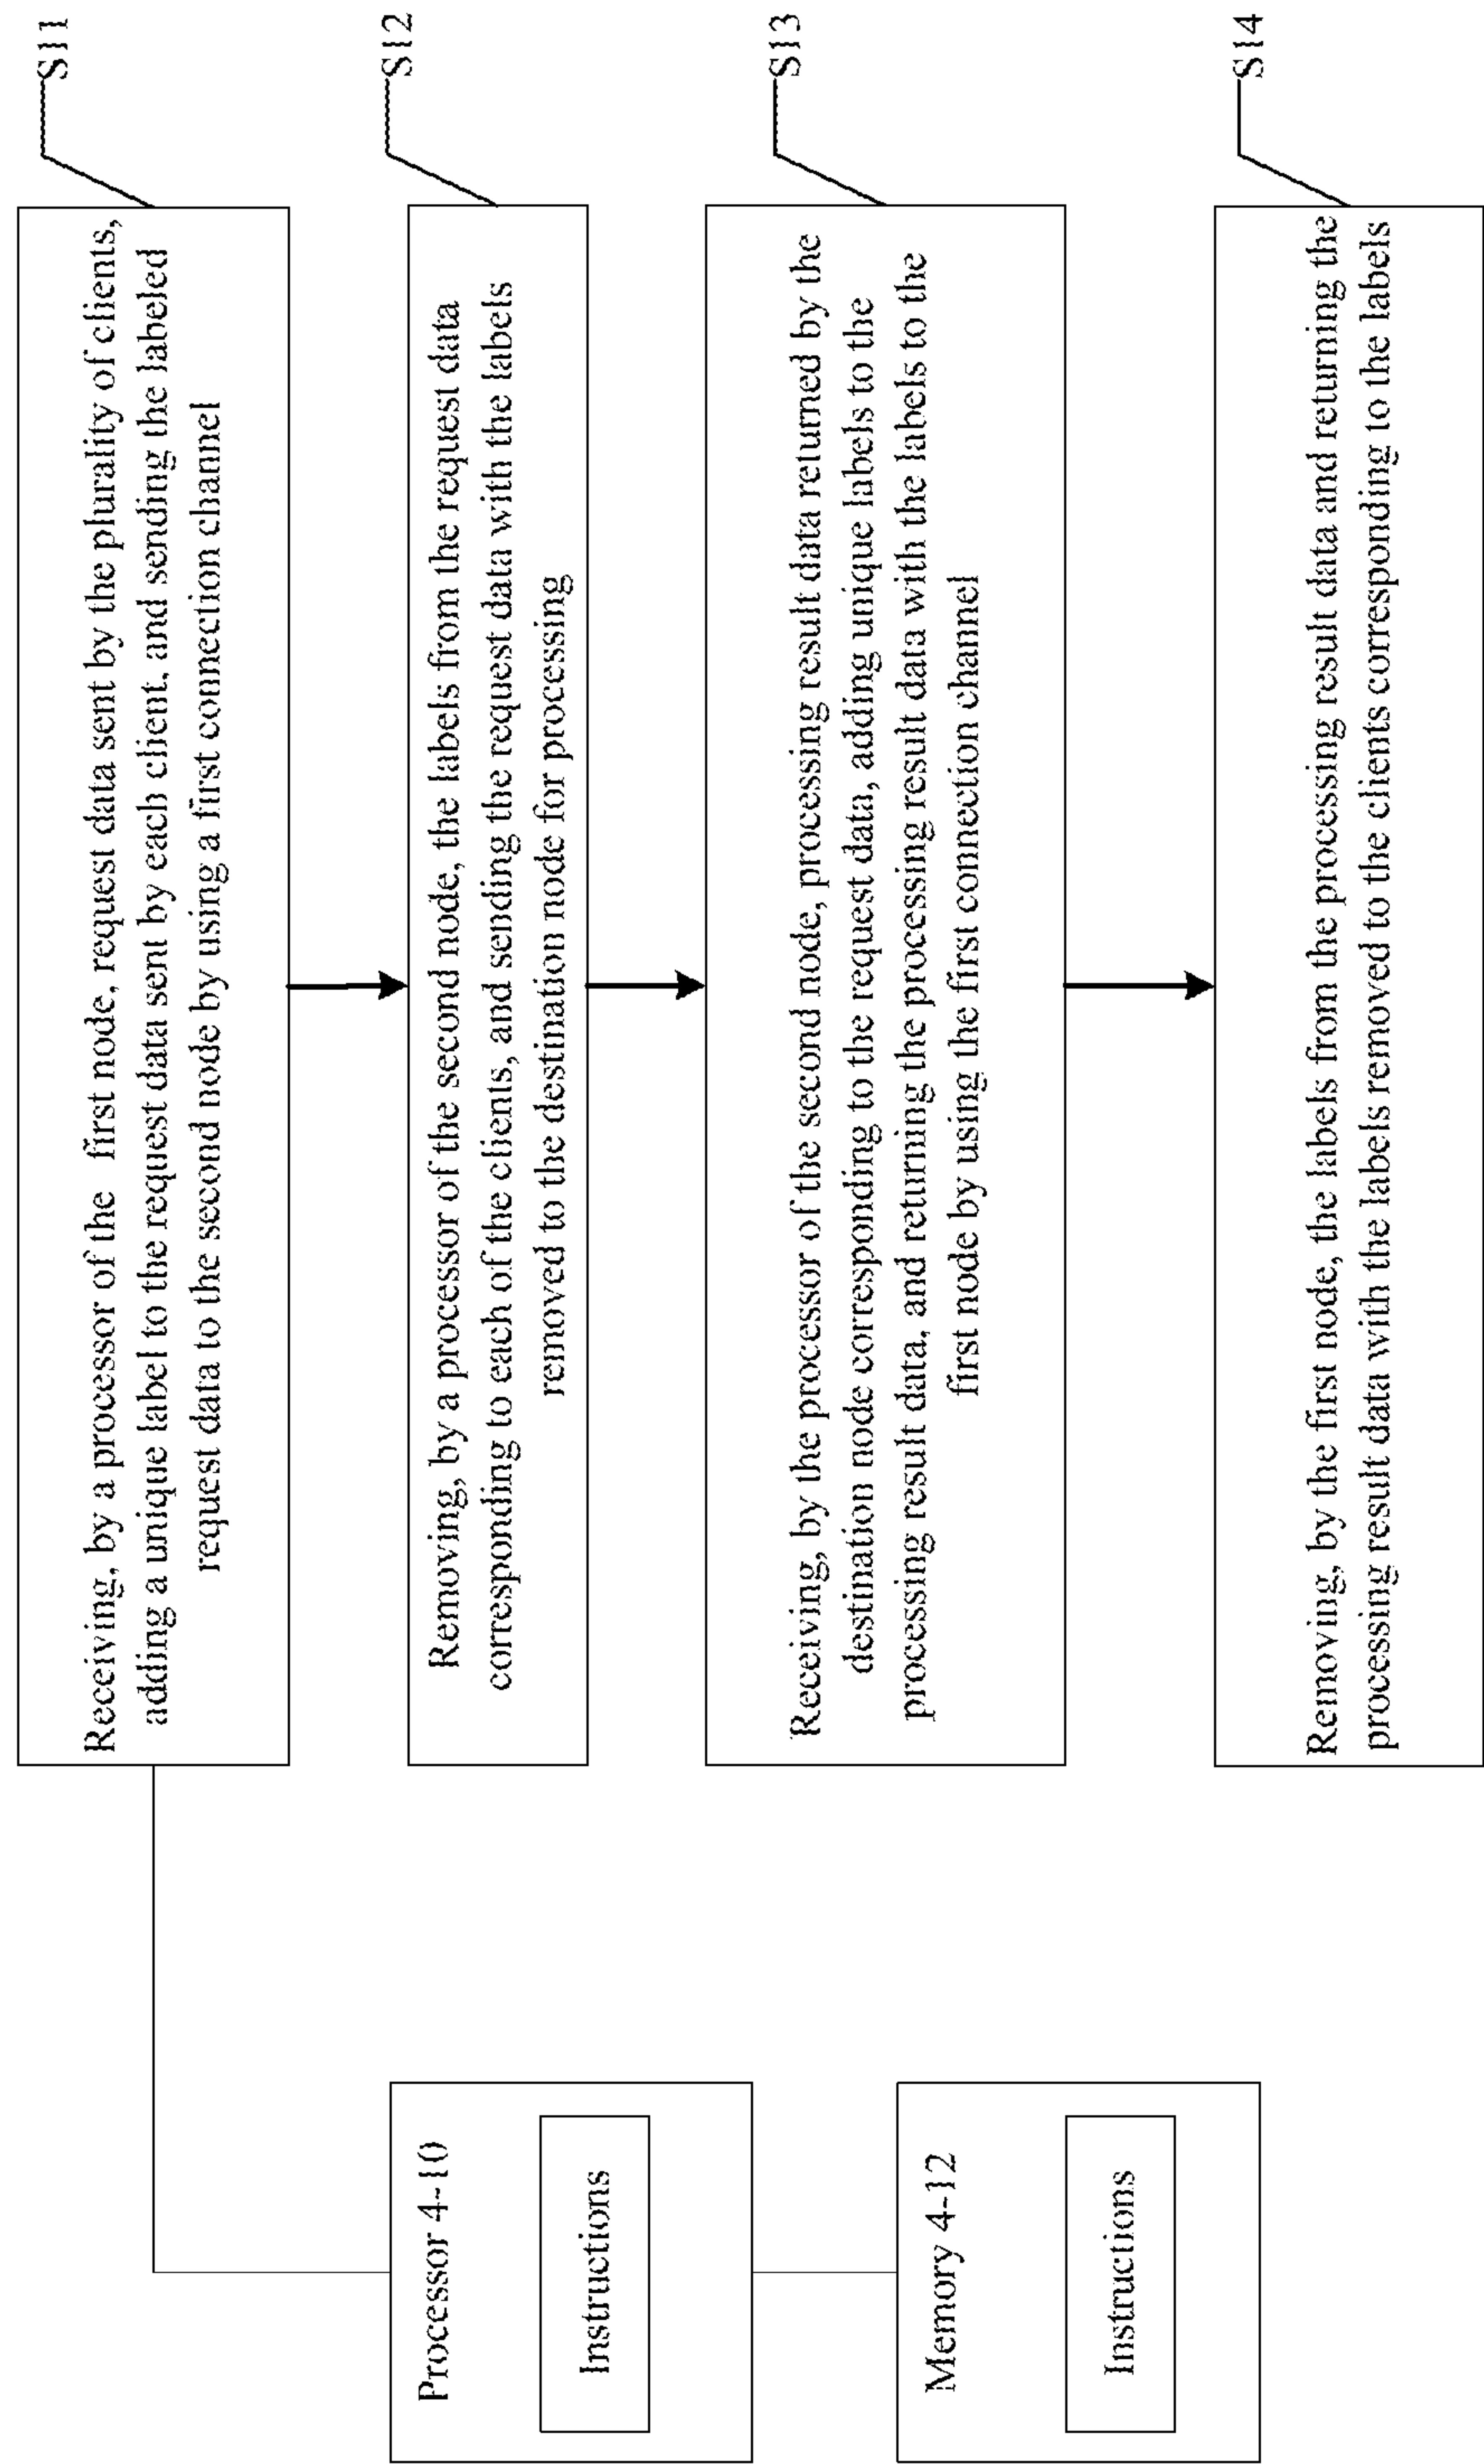 Receiving, by a processor of the first node, request data sent by the plurality of clients,
adding a unique label to the request data sent by each client, and sending the labeled
request data to the second node by using a first connection channel
S11
Removing, by a processor of the second node, the labels from the request data
corresponding to each of the clients, and sending the request data with the labels
removed to the destination node for processing
S12
Receiving, by the processor of the second node, processing result data returned by the
destination node corresponding to the request data, adding unique labels to the
processing result data, and returning the processing result data with the labels to the
first node by using the first connection channel
S13
Removing, by the first node, the labels from the processing result data and returning the
processing result data with the labels removed to the clients corresponding to the labels
S14
Processor 4-10
Instructions
Memory 4-12
Instructions